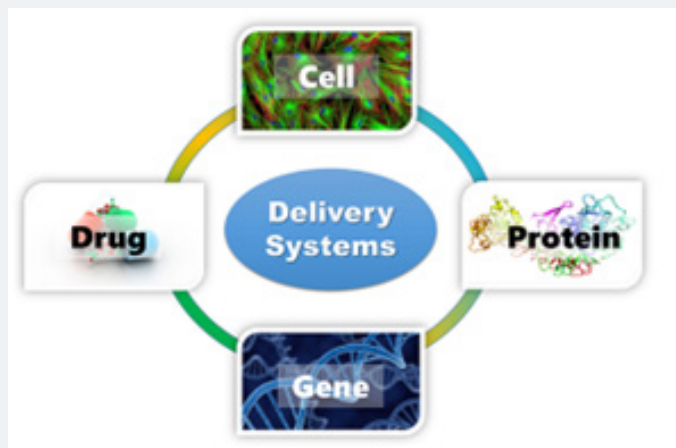 Cell
Drug
Delivery
Systems
Protein
Gene